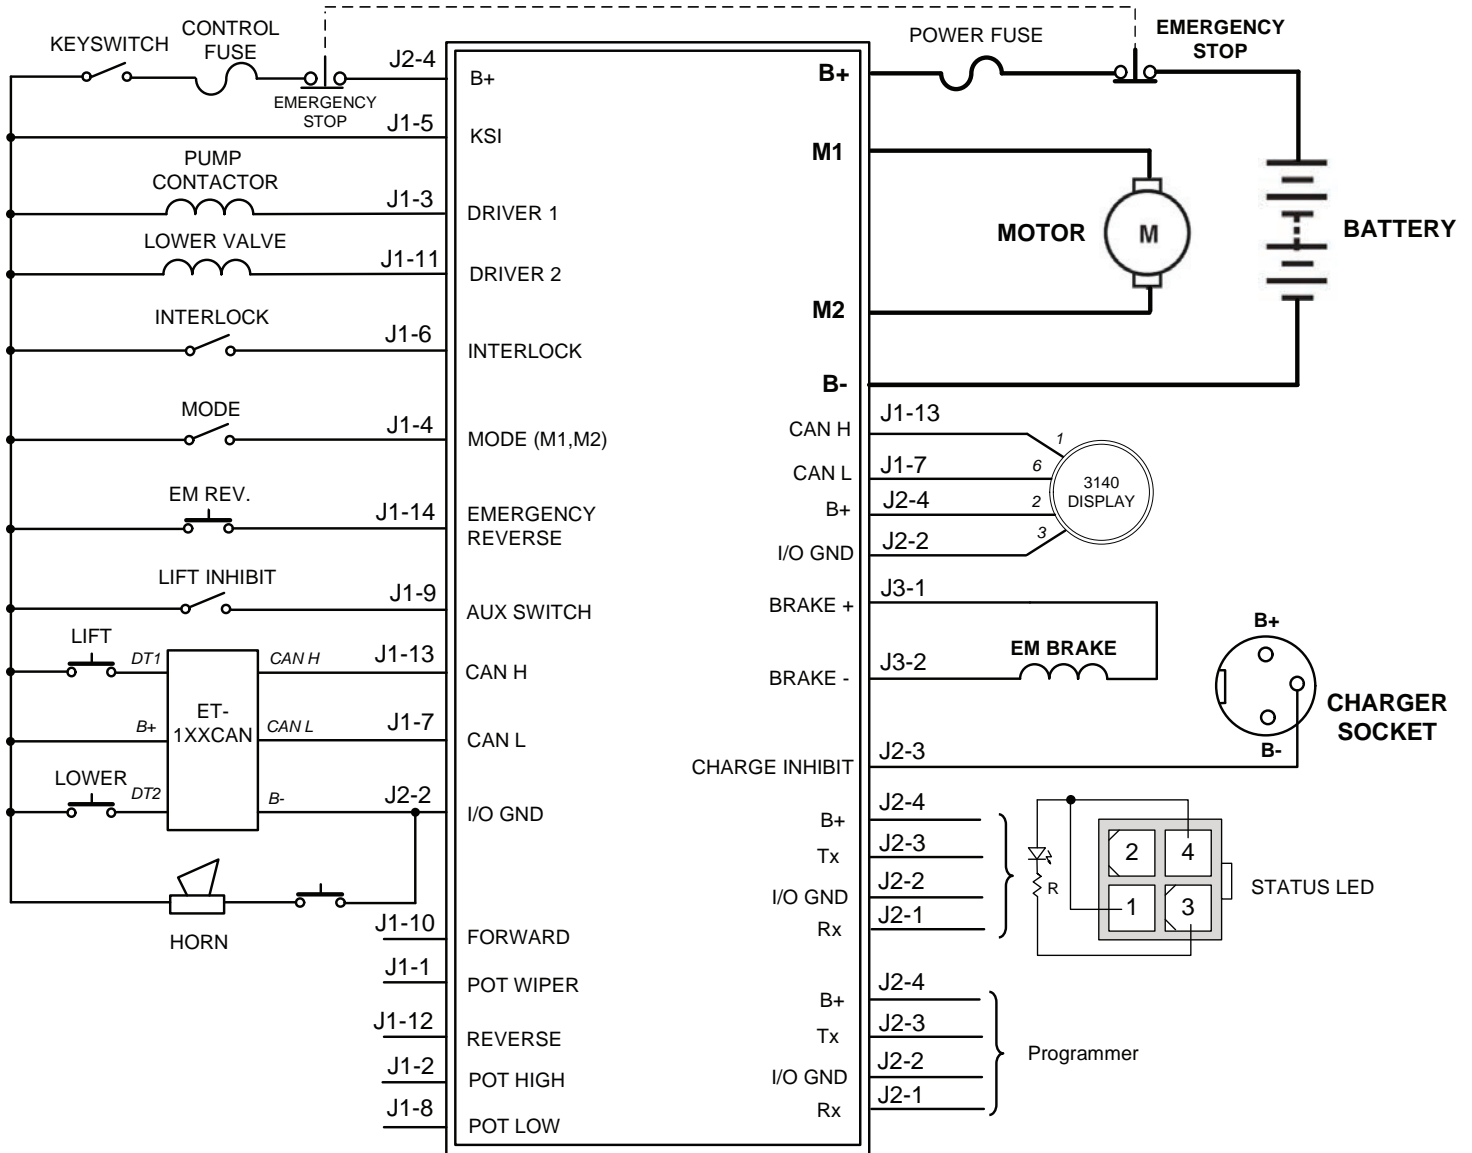 KEYSWITCH
CONTROL
FUSE
J2-4
B+
EMERGENCY
STOP
J1-5
KSI
PUMP
CONTACTOR
J1-3
DRIVER 1
LOWER VALVE
J1-11
DRIVER 2
INTERLOCK
J1-6
INTERLOCK
MODE
J1-4
MODE (M1,M2)
EM REV.
J1-14
EMERGENCY
REVERSE
LIFT INHIBIT
J1-9
AUX SWITCH
LIFT
DT1
CAN H
J1-13
CAN H
ET-
1XXCAN
B+
CAN L
J1-7
CAN L
LOWER
DT2
B-
J2-2
I/O GND
HORN
J1-10
FORWARD
J1-1
POT WIPER
J1-12
REVERSE
J1-2
POT HIGH
J1-8
POT LOW
POWER FUSE
EMERGENCY
STOP
B+
M1
MOTOR
M
BATTERY
M2
B-
J1-13
CAN H
1
J1-7
CAN L
6
3140
DISPLAY
J2-4
B+
2
J2-2
I/O GND
3
J3-1
BRAKE +
EM BRAKE
J3-2
BRAKE -
B+
CHARGER
SOCKET
B-
J2-3
CHARGE INHIBIT
J2-4
B+
J2-3
Tx
J2-2
I/O GND
J2-1
Rx
R
2
4
1
3
STATUS LED
J2-4
B+
J2-3
Tx
J2-2
I/O GND
J2-1
Rx
Programmer